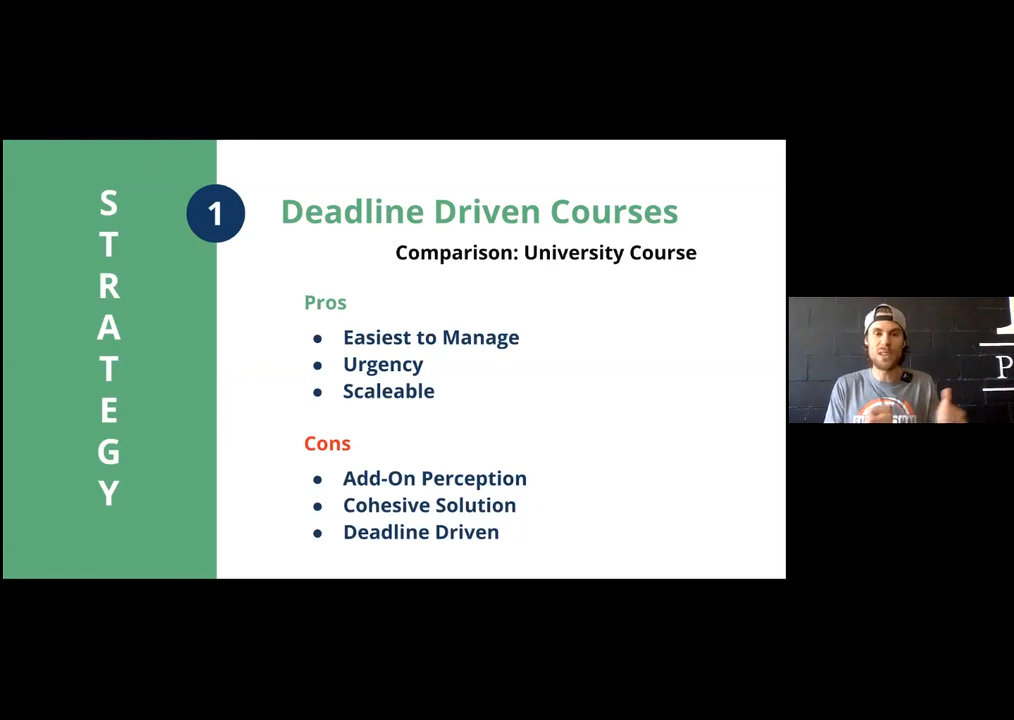 STRATEGY
1
Deadline Driven Courses
Comparison: University Course
Pros
● Easiest to Manage
● Urgency
● Scaleable
Cons
● Add-On Perception
● Cohesive Solution
● Deadline Driven